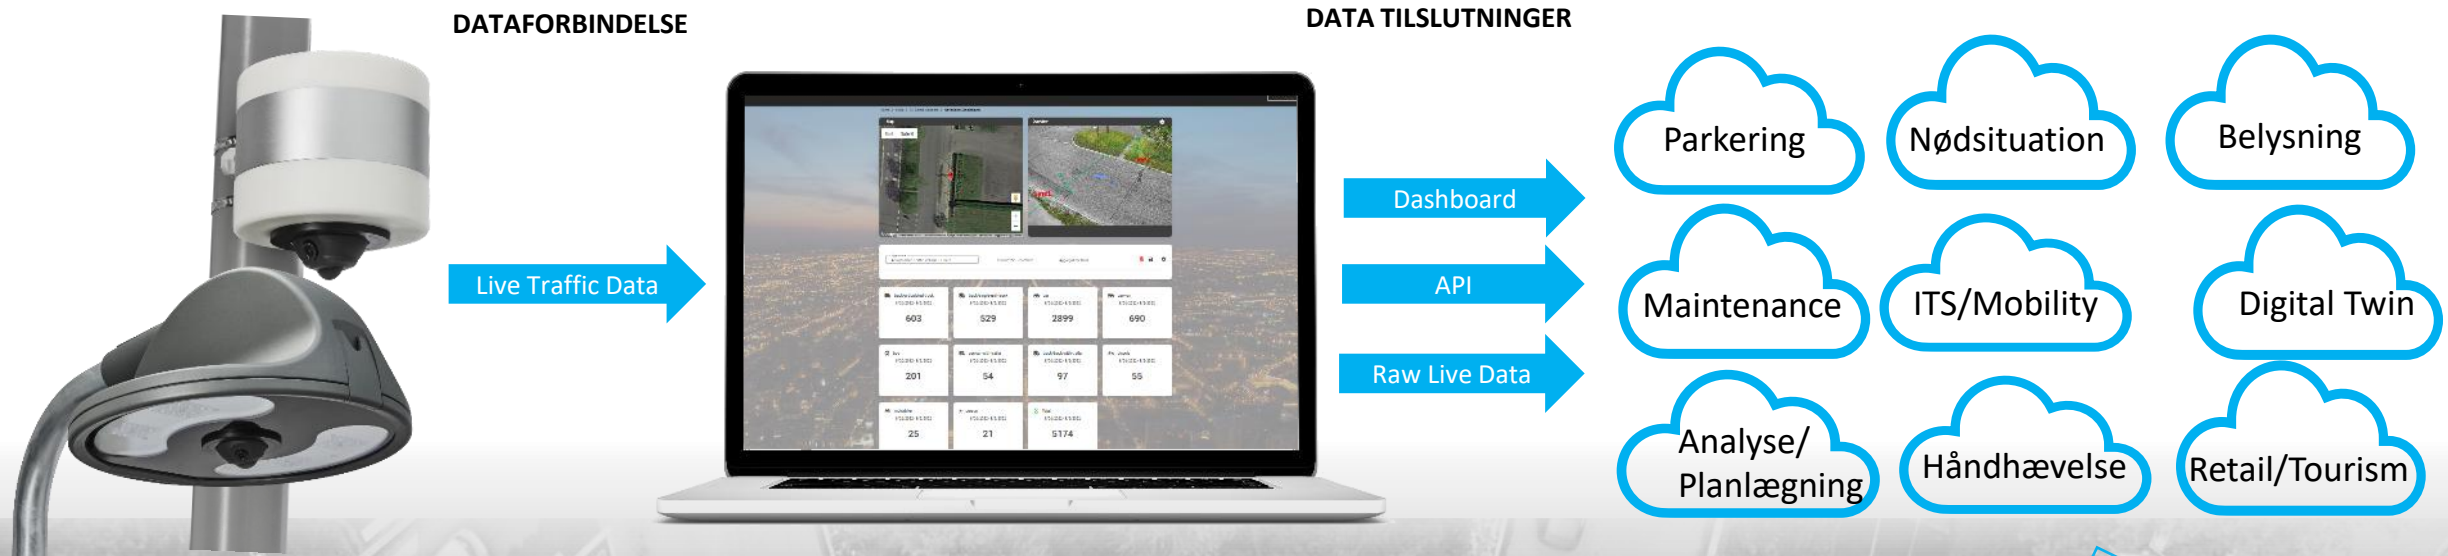 DATAFORBINDELSE
DATA TILSLUTNINGER
Live Traffic Data
603
529
2899
690
201
54
97
55
25
21
5174
Dashboard
API
Raw Live Data
Parkering
Nødsituation
Belysning
Maintenance
ITS/Mobility
Digital Twin
Analyse/
Planlægning
Håndhævelse
Retail/Tourism